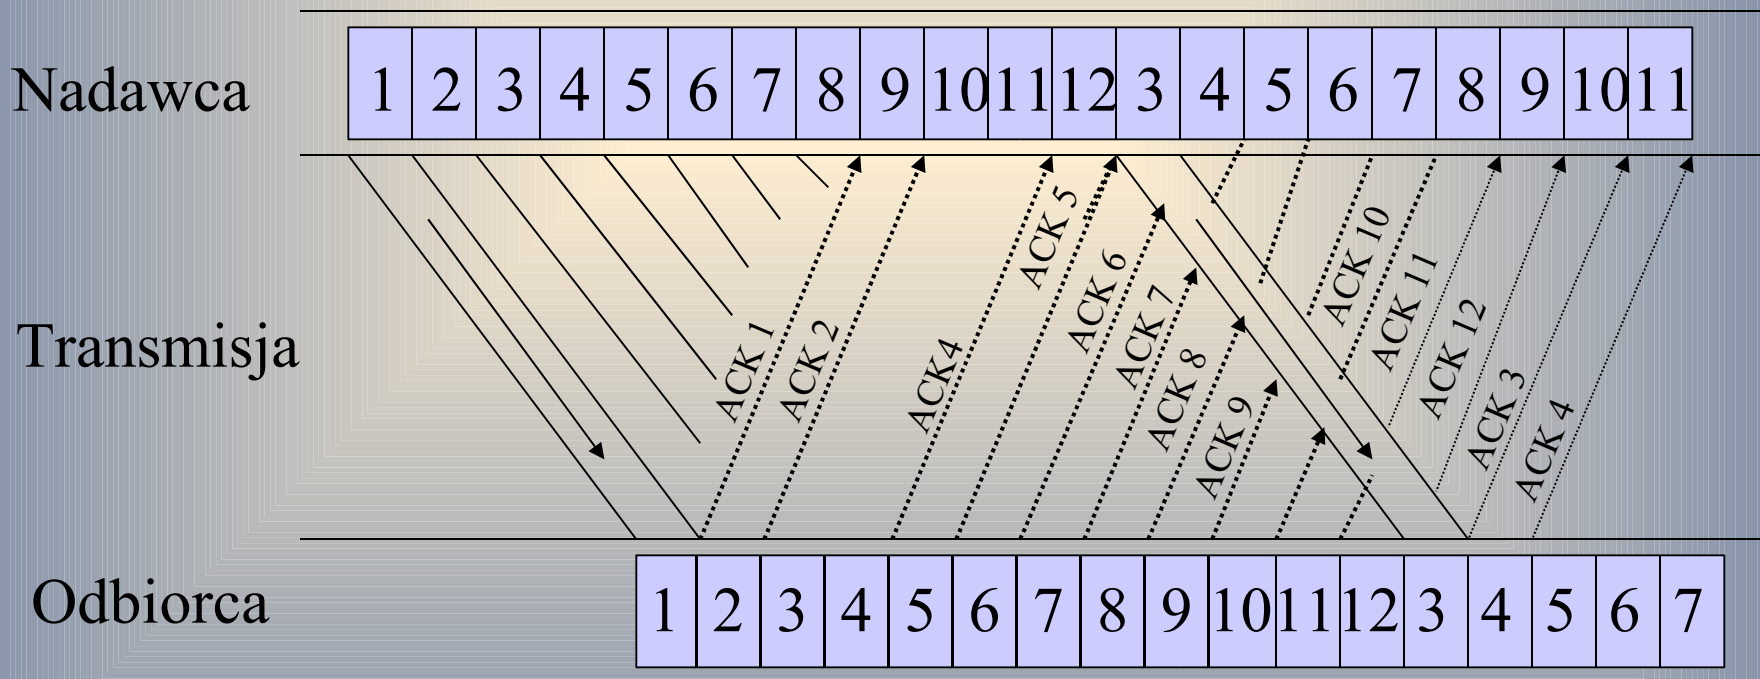 Nadawca 1 2 3 4 5 6 7 8 9 10 11 12 3 4 5 6 7 8 9 10 11
Transmisja
ACK 1
ACK 2
ACK4
ACK 5
ACK 6
ACK 7
ACK 8
ACK 9
ACK 10
ACK 11
ACK 12
ACK 3
ACK 4
Odbiorca 1 2 3 4 5 6 7 8 9 10 11 12 3 4 5 6 7